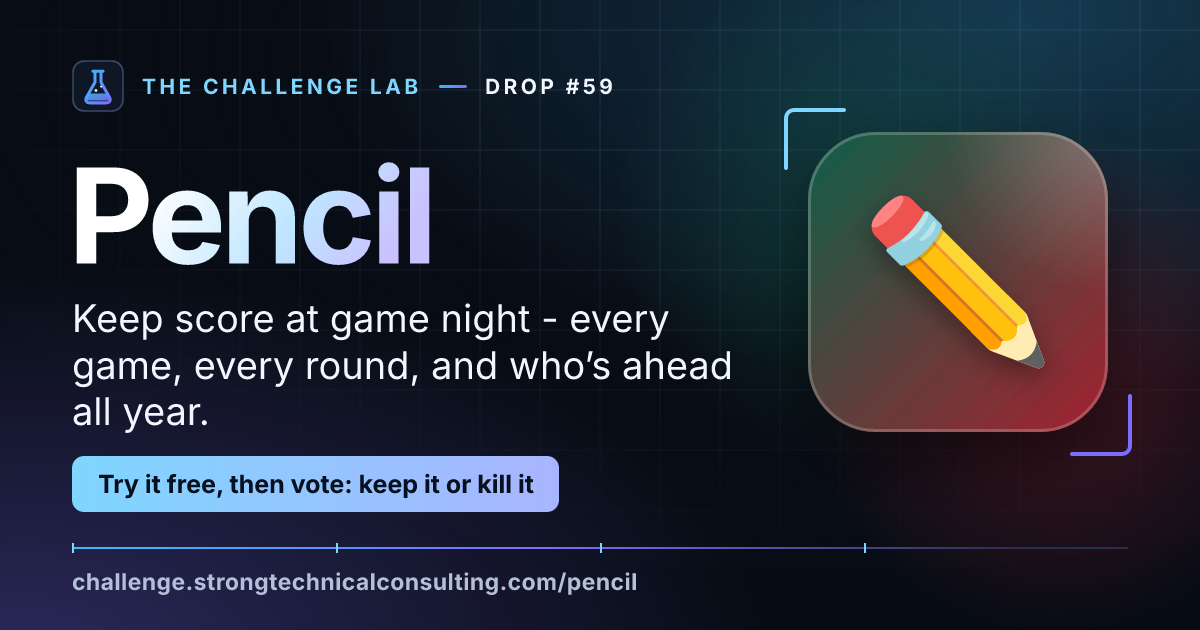 THE CHALLENGE LAB — DROP #59
Pencil
Keep score at game night - every
game, every round, and who’s ahead
all year.
Try it free, then vote: keep it or kill it
challenge.strongtechnicalconsulting.com/pencil